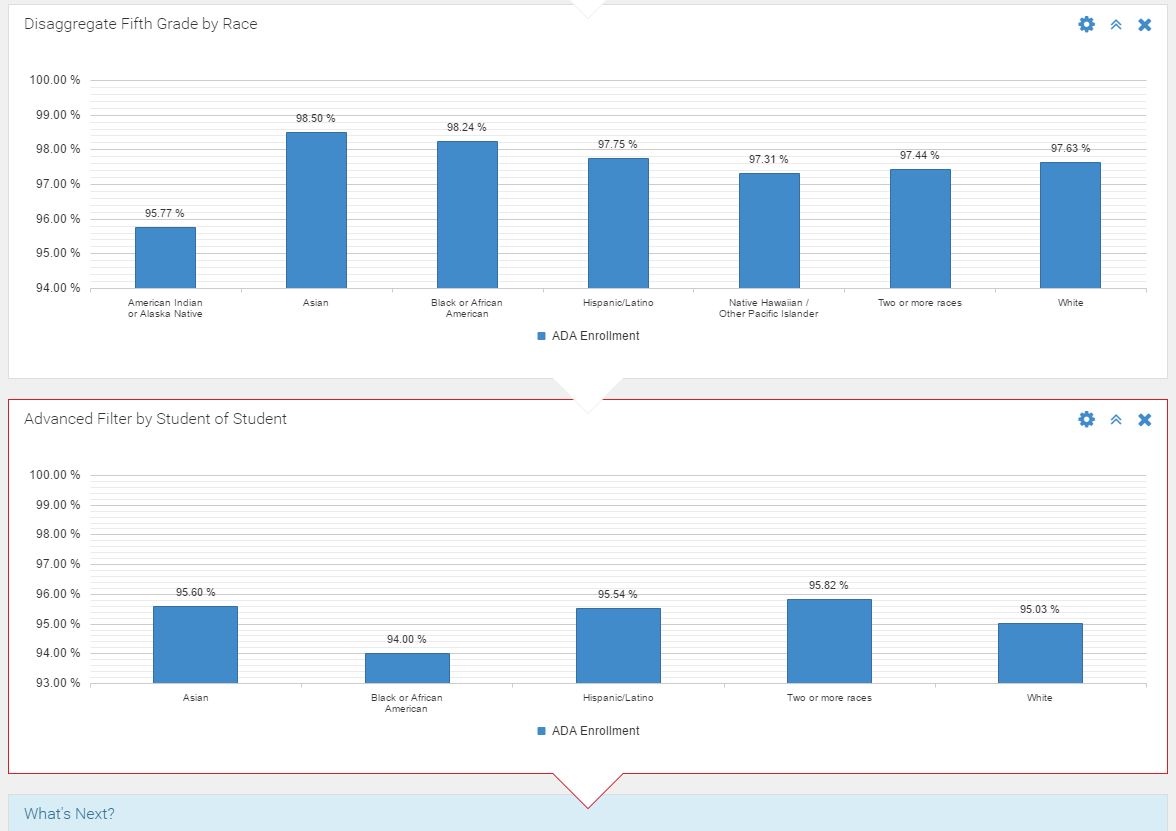 Disaggregate Fifth Grade by Race
100.00 %
99.00 %
98.00 %
97.00 %
96.00 %
95.00 %
94.00 %
95.77 %
98.50 %
98.24 %
97.75 %
97.31 %
97.44 %
97.63 %
American Indian
or Alaska Native
Asian
Black or African
American
Hispanic/Latino
Native Hawaiian /
Other Pacific Islander
Two or more races
White
ADA Enrollment
Advanced Filter by Student of Student
100.00 %
99.00 %
98.00 %
97.00 %
96.00 %
95.00 %
94.00 %
93.00 %
95.60 %
94.00 %
95.54 %
95.82 %
95.03 %
Asian
Black or African
American
Hispanic/Latino
Two or more races
White
ADA Enrollment
What's Next?